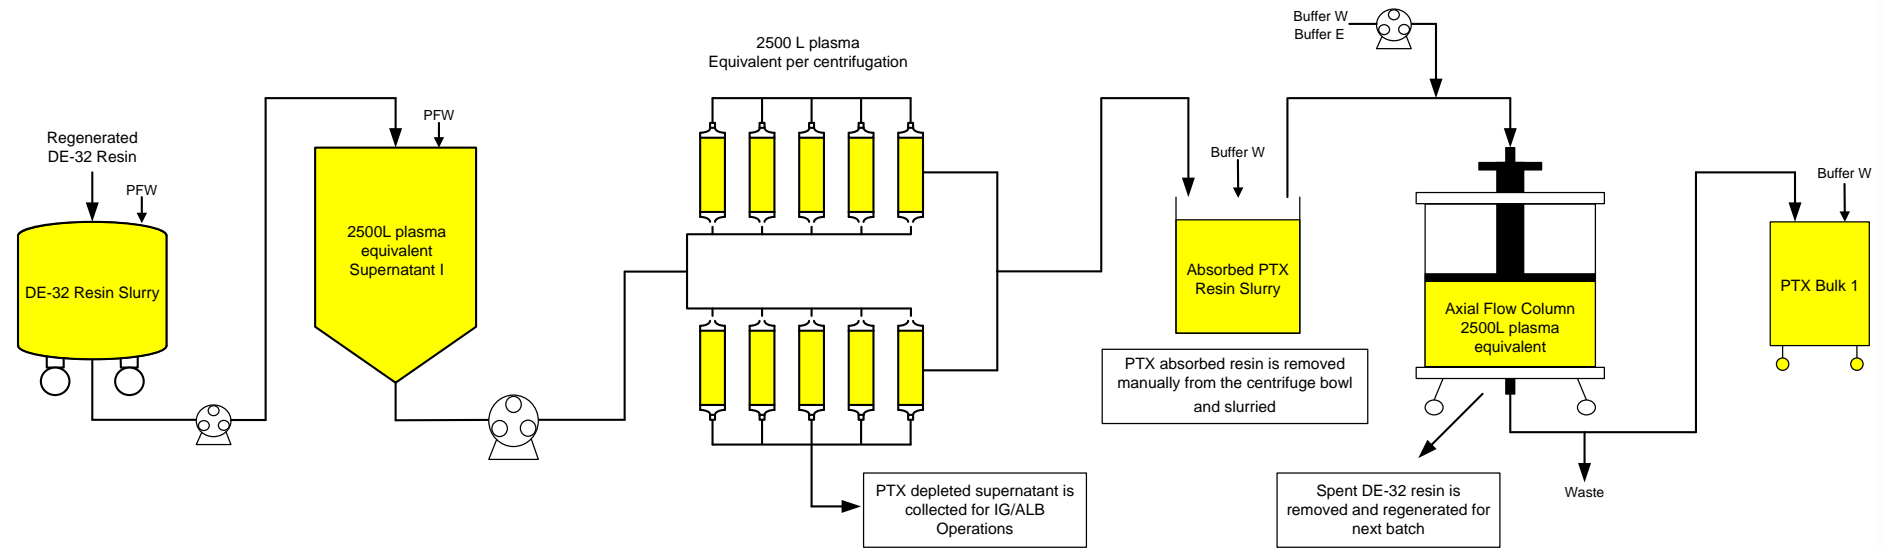 Regenerated
DE-32 Resin
PFW
DE-32 Resin Slurry
PFW
2500L plasma
equivalent
Supernatant I
2500 L plasma
Equivalent per centrifugation
PTX depleted supernatant is
collected for IG/ALB
Operations
Buffer W
Absorbed PTX
Resin Slurry
PTX absorbed resin is removed
manually from the centrifuge bowl
and slurried
Buffer W
Buffer E
Axial Flow Column
2500L plasma
equivalent
Spent DE-32 resin is
removed and regenerated for
next batch
Waste
Buffer W
PTX Bulk 1